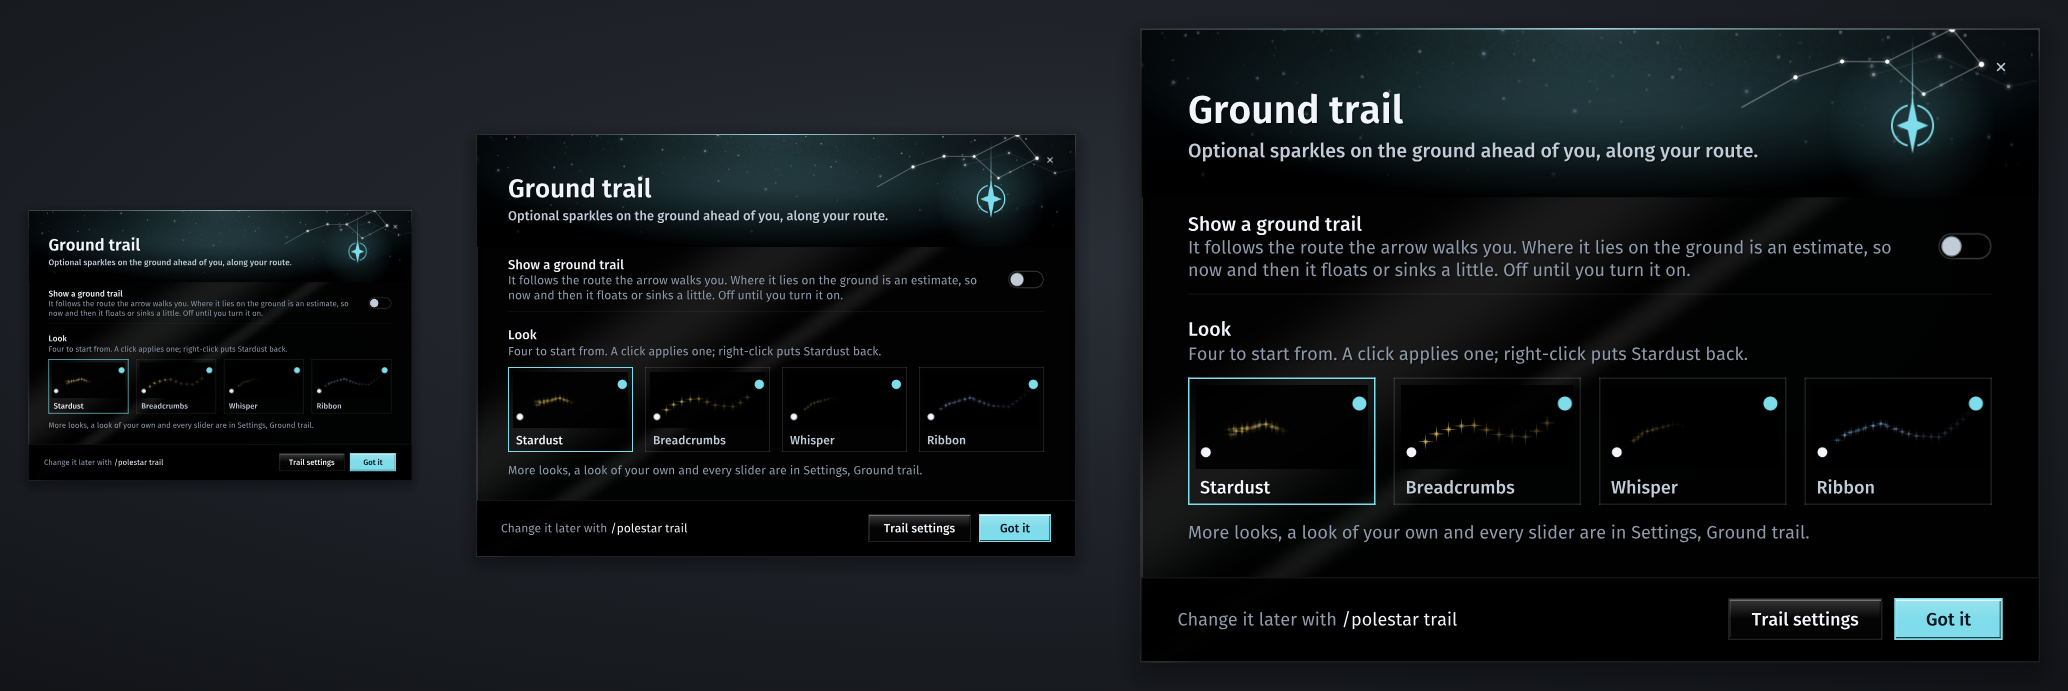 Ground trail
Optional sparkles on the ground ahead of you, along your route.
Show a ground trail
It follows the route the arrow walks you. Where it lies on the ground is an estimate, so
now and then it floats or sinks a little. Off until you turn it on.
Look
Four to start from. A click applies one; right-click puts Stardust back.
Stardust Breadcrumbs Whisper Ribbon
More looks, a look of your own and every slider are in Settings, Ground trail.
Change it later with /polestar trail Trail settings Got it
Ground trail
Optional sparkles on the ground ahead of you, along your route.
Show a ground trail
It follows the route the arrow walks you. Where it lies on the ground is an estimate, so
now and then it floats or sinks a little. Off until you turn it on.
Look
Four to start from. A click applies one; right-click puts Stardust back.
Stardust Breadcrumbs Whisper Ribbon
More looks, a look of your own and every slider are in Settings, Ground trail.
Change it later with /polestar trail Trail settings Got it
Ground trail
Optional sparkles on the ground ahead of you, along your route.
Show a ground trail
It follows the route the arrow walks you. Where it lies on the ground is an estimate, so
now and then it floats or sinks a little. Off until you turn it on.
Look
Four to start from. A click applies one; right-click puts Stardust back.
Stardust Breadcrumbs Whisper Ribbon
More looks, a look of your own and every slider are in Settings, Ground trail.
Change it later with /polestar trail Trail settings Got it